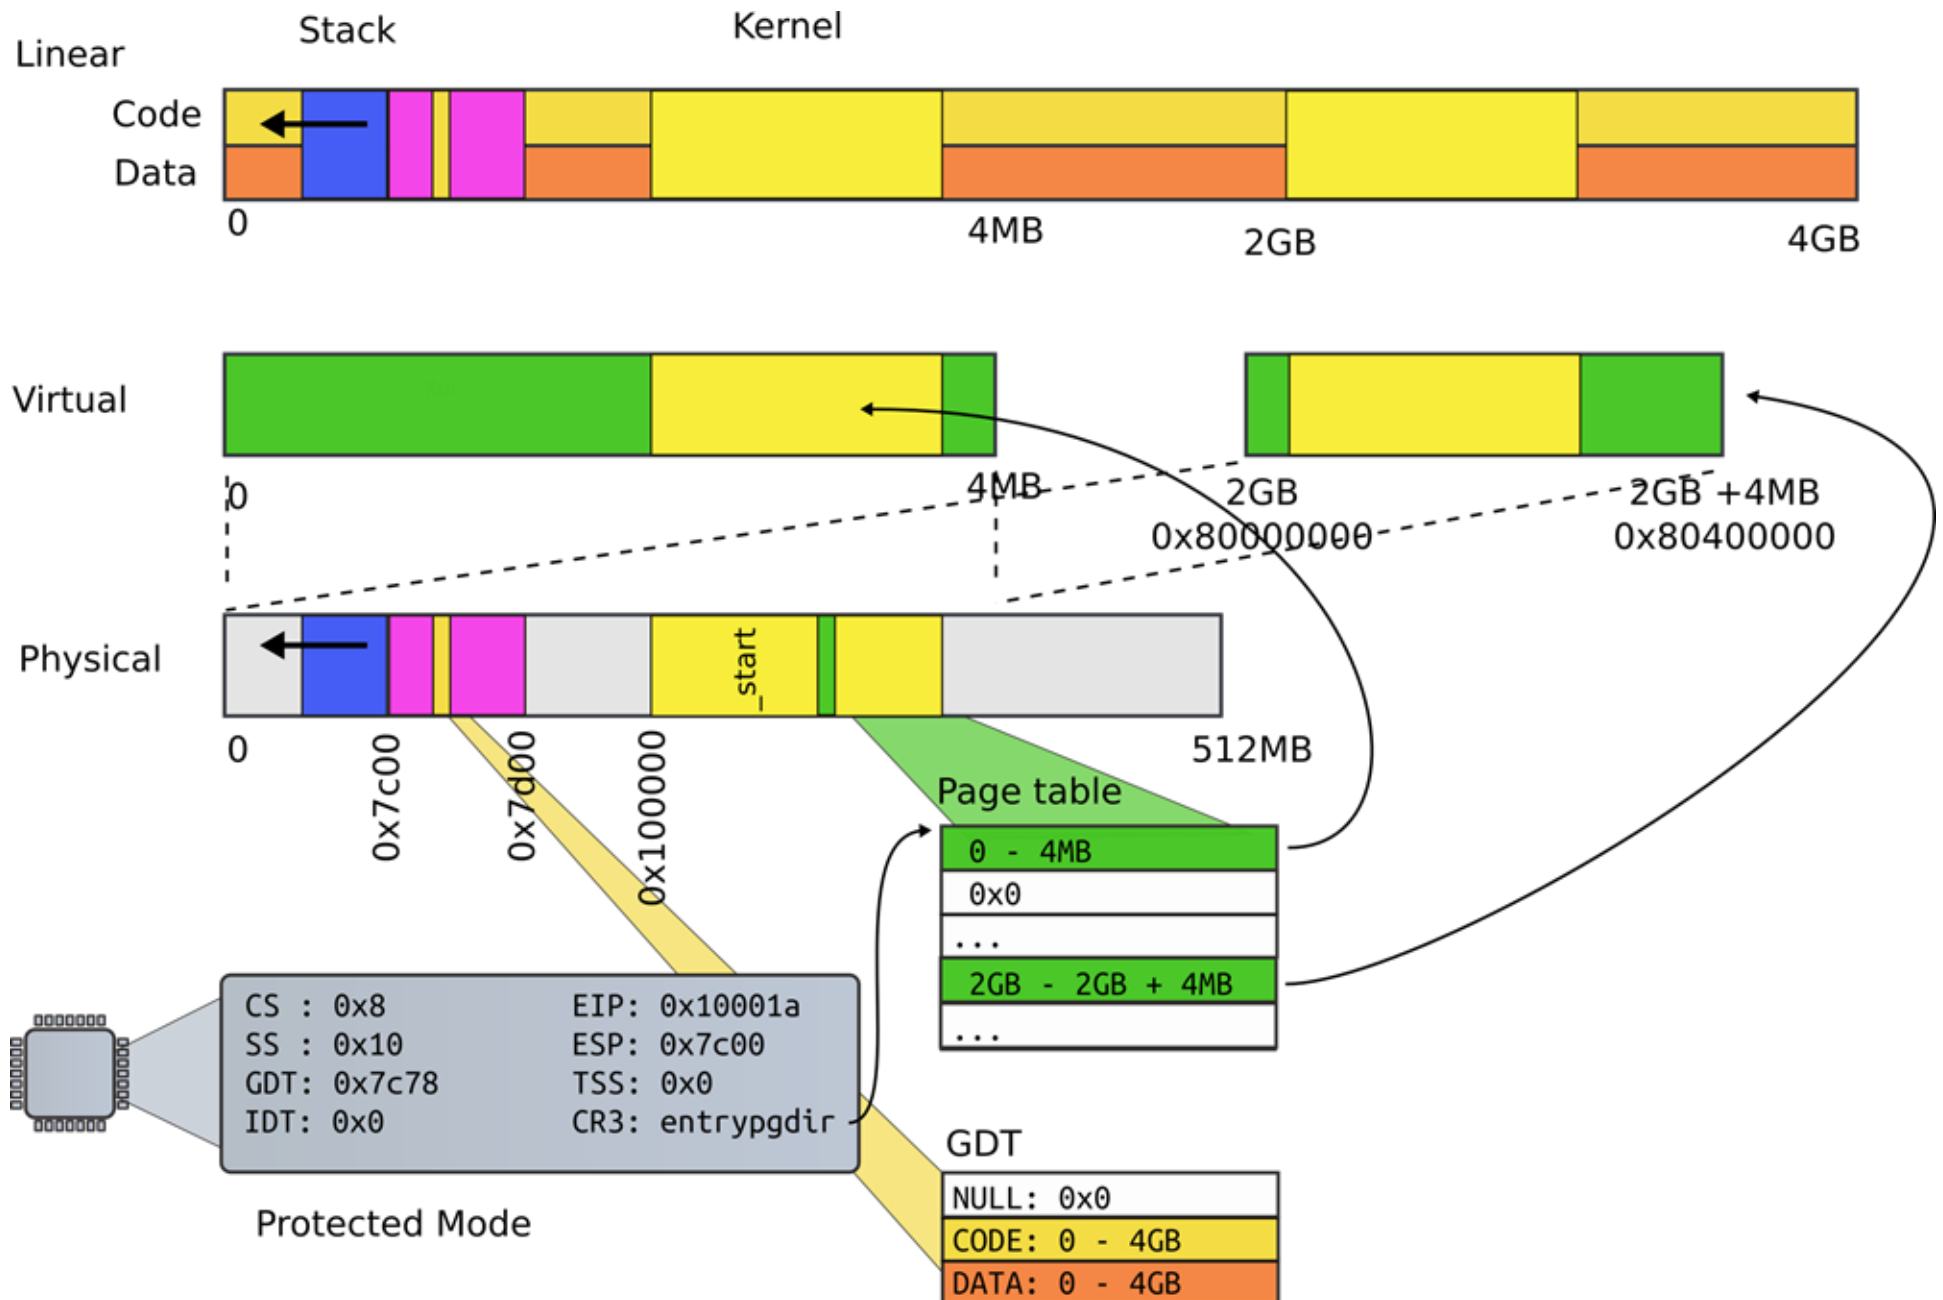 Stack
Kernel
Linear
Code
Data
0
4MB
2GB
4GB
Virtual
0
4MB
2GB
0x80000000
2GB +4MB
0x80400000
Physical
_start
0
0x7c00
0x7d00
0x100000
512MB
Page table
0 - 4MB
0x0
...
2GB - 2GB + 4MB
...
CS : 0x8
EIP: 0x10001a
SS : 0x10
ESP: 0x7c00
GDT: 0x7c78
TSS: 0x0
IDT: 0x0
CR3: entrypgdir
Protected Mode
GDT
NULL: 0x0
CODE: 0 - 4GB
DATA: 0 - 4GB